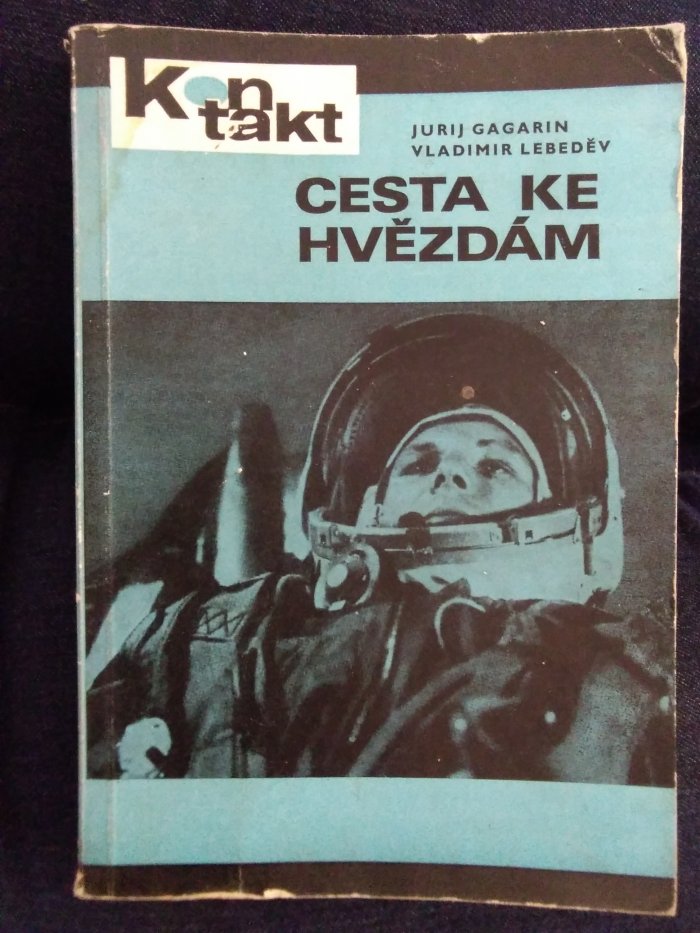 Kontakt
JURIJ GAGARIN
VLADIMIR LEBEDĚV
CESTA KE
HVĚZDÁM